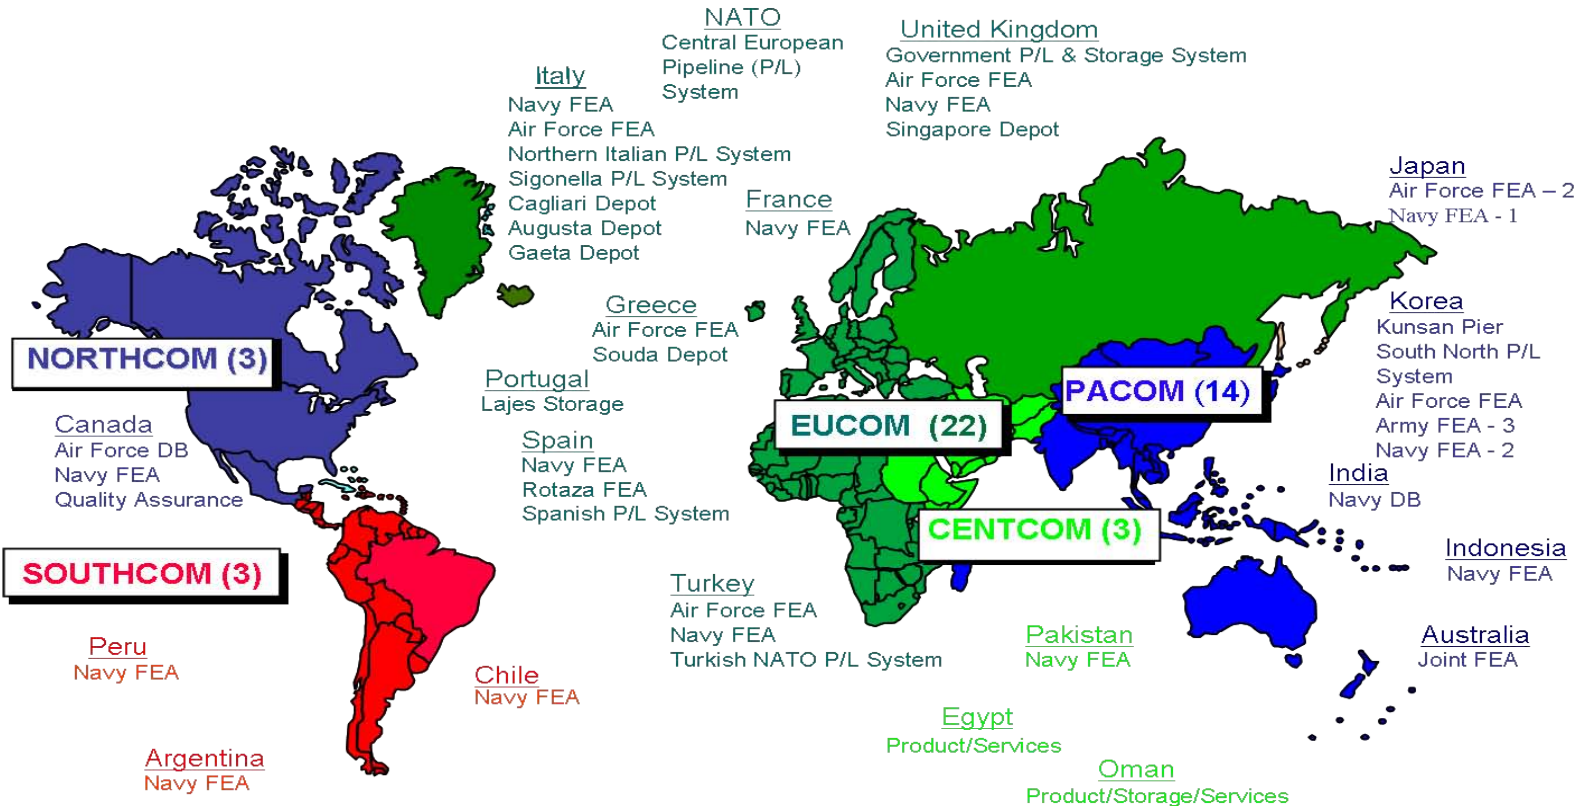 NATO
Central European
Pipeline (P/L)
System
United Kingdom
Government P/L & Storage System
Air Force FEA
Navy FEA
Singapore Depot
Italy
Navy FEA
Air Force FEA
Northern Italian P/L System
Sigonella P/L System
Cagliari Depot
Augusta Depot
Gaeta Depot
France
Navy FEA
Japan
Air Force FEA – 2
Navy FEA - 1
Greece
Air Force FEA
Souda Depot
Korea
Kunsan Pier
South North P/L
System
Air Force FEA
Army FEA - 3
Navy FEA - 2
NORTHCOM (3)
Portugal
Lajes Storage
PACOM (14)
EUCOM (22)
Canada
Air Force DB
Navy FEA
Quality Assurance
Spain
Navy FEA
Rotaza FEA
Spanish P/L System
India
Navy DB
CENTCOM (3)
Indonesia
Navy FEA
SOUTHCOM (3)
Turkey
Air Force FEA
Navy FEA
Turkish NATO P/L System
Peru
Navy FEA
Chile
Navy FEA
Pakistan
Navy FEA
Australia
Joint FEA
Argentina
Navy FEA
Egypt
Product/Services
Oman
Product/Storage/Services